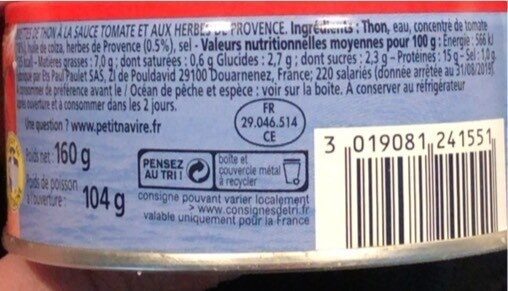 DE THON À LA SAUCE TOMATE ET AUX HERBES DE PROVENCE. Ingrédients : Thon, eau, concentré de tomate
huile de colza, herbes de Provence (0.5%), sel - Valeurs nutritionnelles moyennes pour 100 g : Energie : 566 kJ
Matières grasses : 7,0 g ; dont saturées : 0,6 g Glucides : 2,7 g ; dont sucres : 2,3 g - Protéines : 15 g - Sel : 1,0 g.
par Ets Paul Paulet SAS, ZI de Pouldavid 29100 Douarnenez, France; 220 salariés (donnée arrêtée au 31/08/2019).
de préférence avant le / Océan de pêche et espèce : voir sur la boîte. A conserver au réfrigérateur
ouverture et à consommer dans les 2 jours.
Une question ? www.petitnavire.fr
FR
29.046.514
CE
Poids net : 160 g
Poids de poisson
à l'ouverture : 104 g
PENSEZ
AU TRI !
boîte et
couvercle métal
à recycler
consigne pouvant varier localement
> www.consignesdetri.fr
valable uniquement pour la France
3 019081 241551